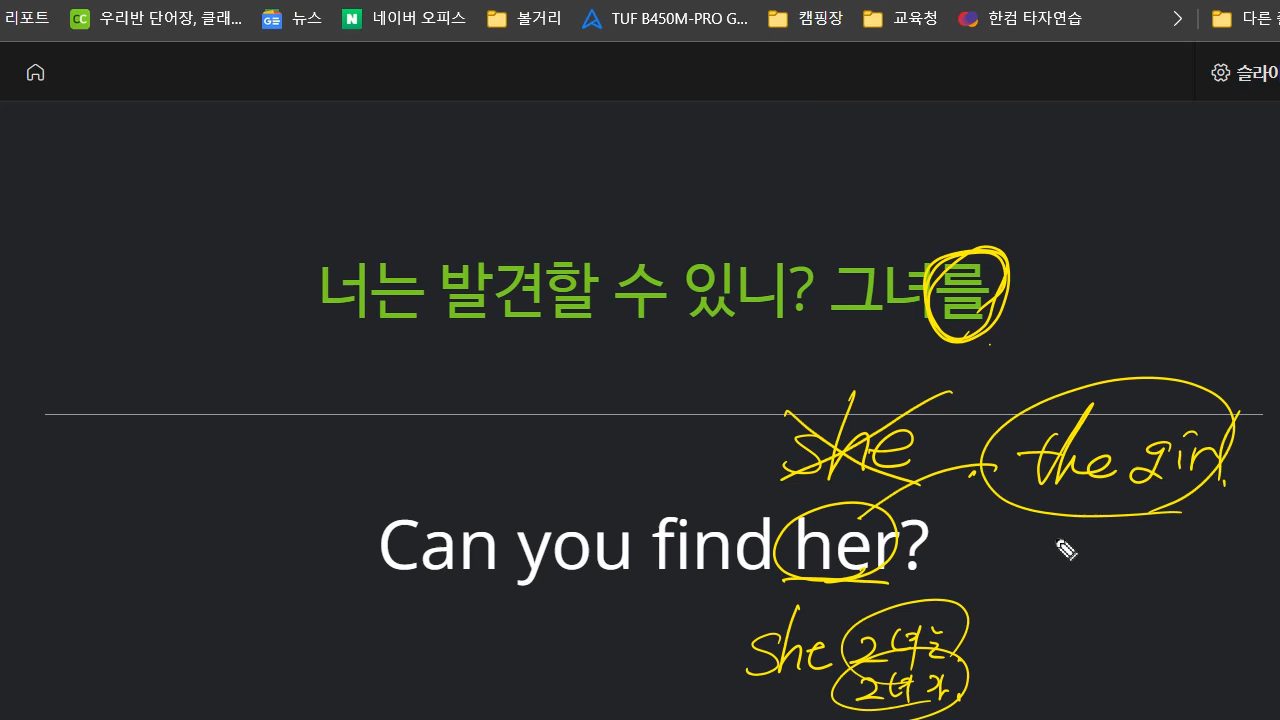 리포트 우리반 단어장, 클래... 뉴스 네이버 오피스 볼거리 TUF B450M-PRO G... 캠핑장 교육청 한컴 타자연습 다른
슬라이
너는 발견할 수 있니? 그녀를
she the girl
Can you find her?
she 그녀는
그녀가